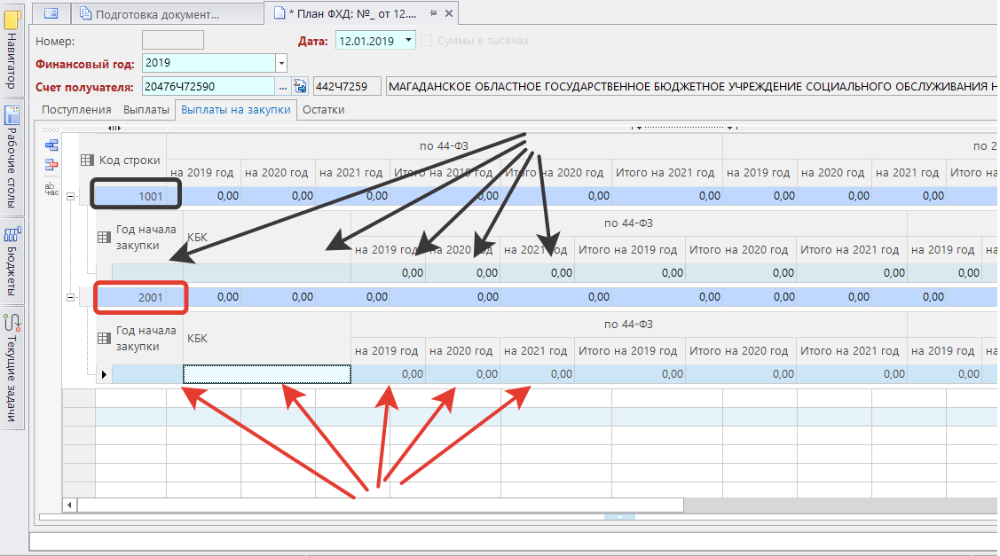 Подготовка документ...
* План ФХД: №_ от 12....
Навигатор
Рабочие столы
Бюджеты
Текущие задачи
Номер:
Дата: 12.01.2019 Суммы в тысячах
Финансовый год: 2019
Счет получателя: 20476Ч72590 ... 442Ч7259 МАГАДАНСКОЕ ОБЛАСТНОЕ ГОСУДАРСТВЕННОЕ БЮДЖЕТНОЕ УЧРЕЖДЕНИЕ СОЦИАЛЬНОГО ОБСЛУЖИВАНИЯ Н
Поступления Выплаты Выплаты на закупки Остатки
ab
ac
Код строки по 44-ФЗ по 2
на 2019 год на 2020 год на 2021 год Итого на 2019 год Итого на 2020 год Итого на 2021 год на 2019 год на 2020 год на 2021 год Итого н
1001 0,00 0,00 0,00 0,00 0,00 0,00 0,00 0,00 0,00
Год начала закупки КБК по 44-ФЗ
на 2019 год на 2020 год на 2021 год Итого на 2019 год Итого на 2020 год Итого на 2021 год на 2019 год на
0,00 0,00 0,00 0,00 0,00 0,00 0,00
2001 0,00 0,00 0,00 0,00 0,00 0,00 0,00 0,00 0,00
Год начала закупки КБК по 44-ФЗ
на 2019 год на 2020 год на 2021 год Итого на 2019 год Итого на 2020 год Итого на 2021 год на 2019 год на
0,00 0,00 0,00 0,00 0,00 0,00 0,00